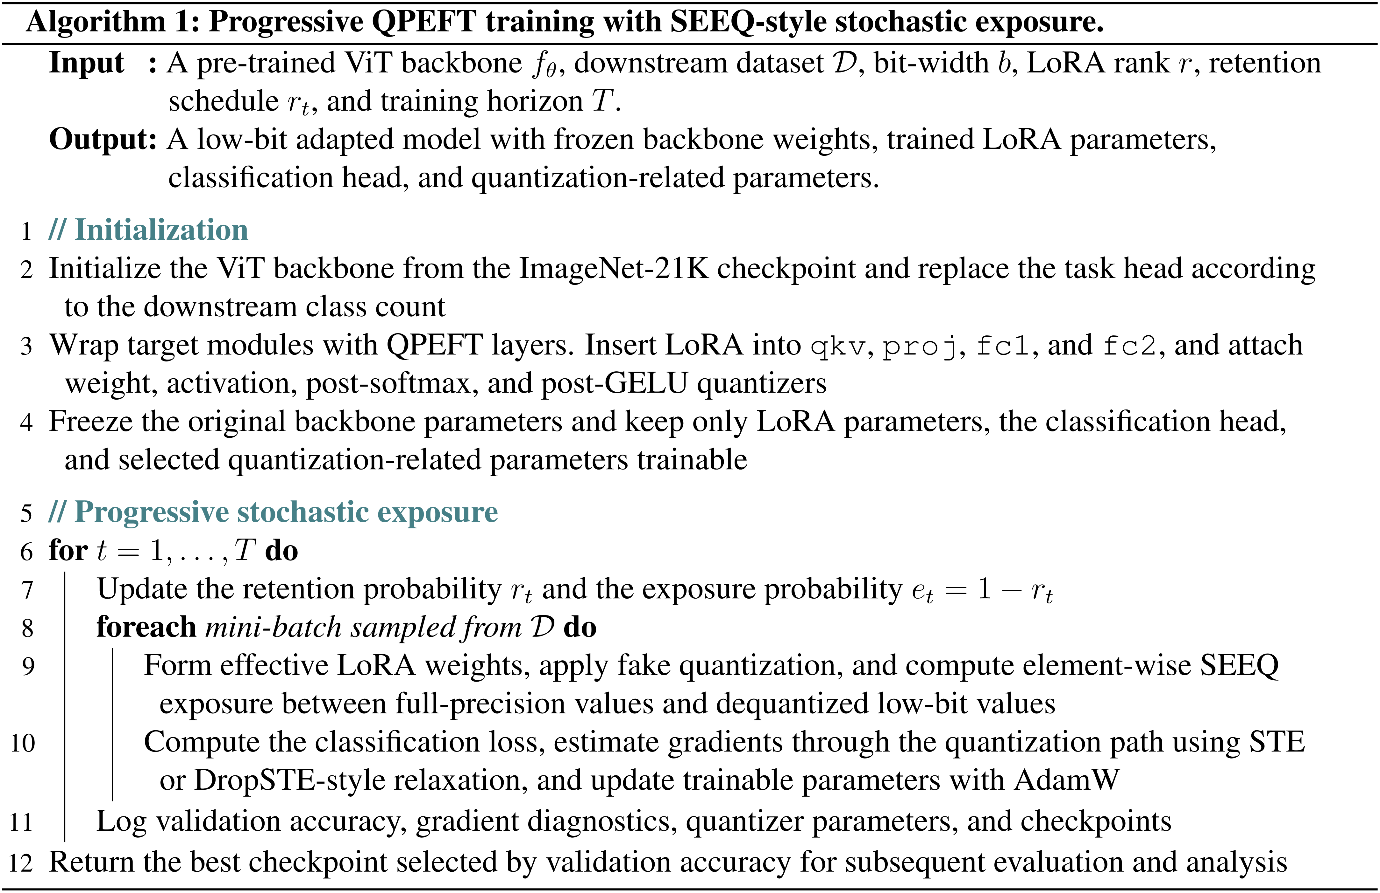 Algorithm 1: Progressive QPEFT training with SEEQ-style stochastic exposure.
Input : A pre-trained ViT backbone f_θ, downstream dataset 𝒟, bit-width b, LoRA rank r, retention
schedule r_t, and training horizon T.
Output: A low-bit adapted model with frozen backbone weights, trained LoRA parameters,
classification head, and quantization-related parameters.
1 // Initialization
2 Initialize the ViT backbone from the ImageNet-21K checkpoint and replace the task head according
to the downstream class count
3 Wrap target modules with QPEFT layers. Insert LoRA into qkv, proj, fc1, and fc2, and attach
weight, activation, post-softmax, and post-GELU quantizers
4 Freeze the original backbone parameters and keep only LoRA parameters, the classification head,
and selected quantization-related parameters trainable
5 // Progressive stochastic exposure
6 for t = 1, . . . , T do
7 Update the retention probability r_t and the exposure probability e_t = 1 − r_t
8 foreach mini-batch sampled from 𝒟 do
9 Form effective LoRA weights, apply fake quantization, and compute element-wise SEEQ
exposure between full-precision values and dequantized low-bit values
10 Compute the classification loss, estimate gradients through the quantization path using STE
or DropSTE-style relaxation, and update trainable parameters with AdamW
11 Log validation accuracy, gradient diagnostics, quantizer parameters, and checkpoints
12 Return the best checkpoint selected by validation accuracy for subsequent evaluation and analysis